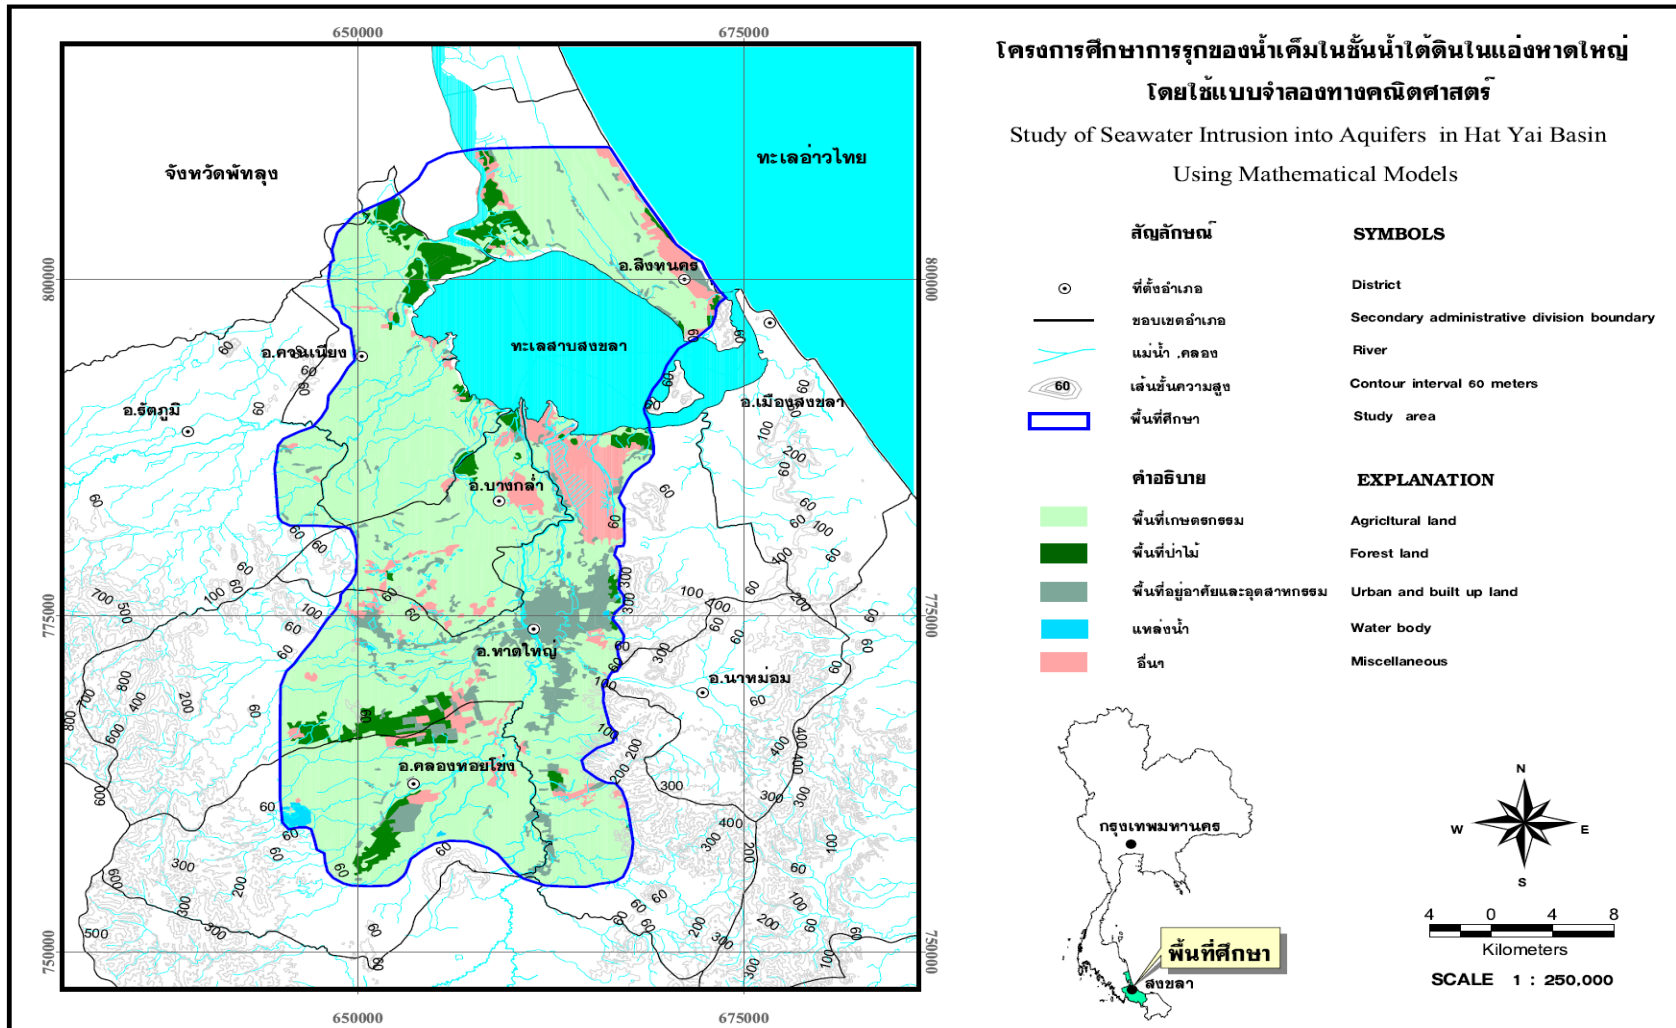 โครงการศึกษาการรุกของน้ำเค็มในชั้นน้ำใต้ดินในแอ่งหาดใหญ่
โดยใช้แบบจำลองทางคณิตศาสตร์
Study of Seawater Intrusion into Aquifers in Hat Yai Basin
Using Mathematical Models
สัญลักษณ์ SYMBOLS
ที่ตั้งอำเภอ District
ขอบเขตอำเภอ Secondary administrative division boundary
แม่น้ำ ,คลอง River
60 เส้นชั้นความสูง Contour interval 60 meters
พื้นที่ศึกษา Study area
คำอธิบาย EXPLANATION
พื้นที่เกษตรกรรม Agricltural land
พื้นที่ป่าไม้ Forest land
พื้นที่อยู่อาศัยและอุตสาหกรรม Urban and built up land
แหล่งน้ำ Water body
อื่นๆ Miscellaneous
กรุงเทพมหานคร
พื้นที่ศึกษา
สงขลา
N
W E
S
4 0 4 8
Kilometers
SCALE 1 : 250,000
650000 675000
จังหวัดพัทลุง
ทะเลอ่าวไทย
800000 800000
อ.สิงหนคร
ทะเลสาบสงขลา
อ.ควนเนียง
อ.รัตภูมิ
อ.เมืองสงขลา
อ.บางกล่ำ
775000 775000
อ.หาดใหญ่
อ.นาหม่อม
อ.คลองหอยโข่ง
750000 750000
650000 675000